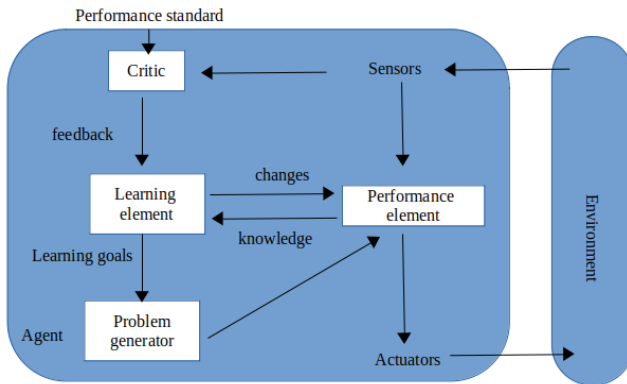 Performance standard
Critic
Sensors
feedback
changes
Learning
element
Performance
element
knowledge
Learning goals
Problem
generator
Agent
Actuators
Environment